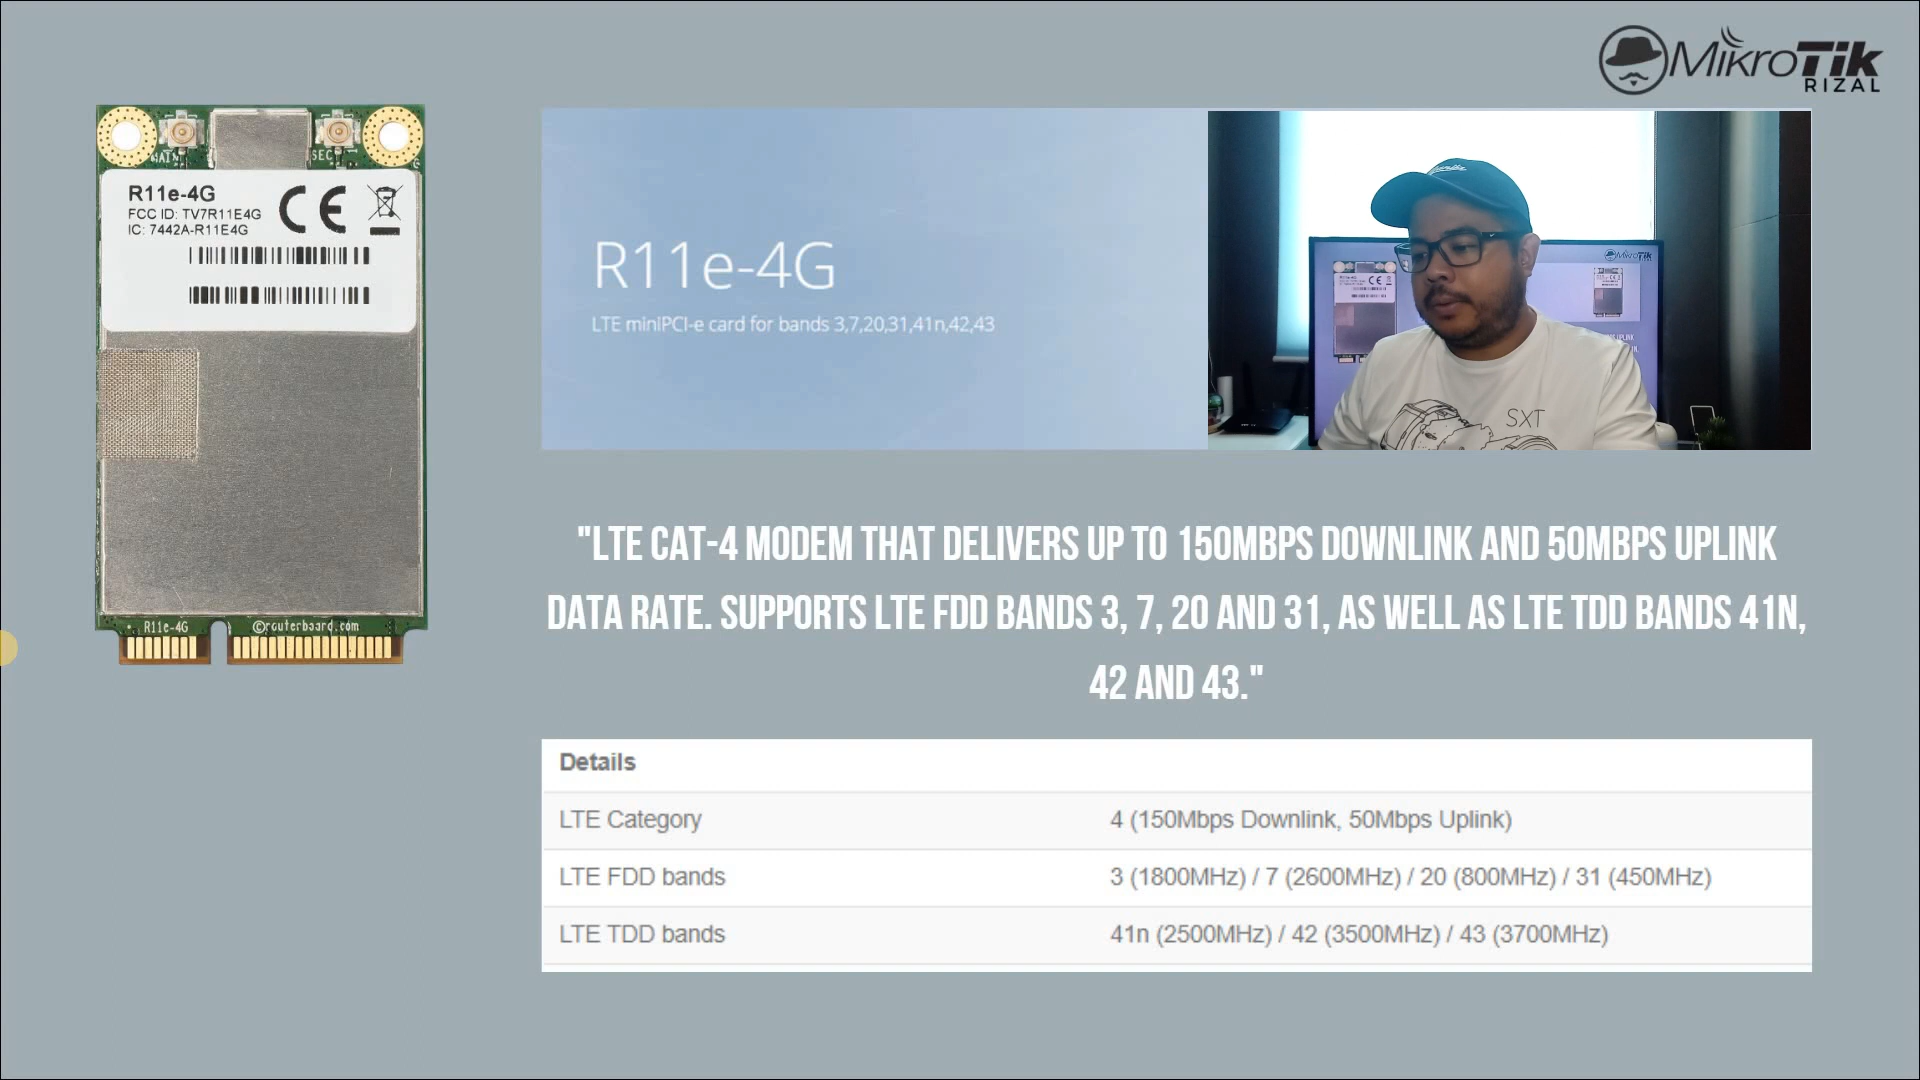 MikroTik
RIZAL
MAIN
SEC
R11e-4G
FCC ID: TV7R11E4G
IC: 7442A-R11E4G
CE
R11e-4G
©routerboard.com
R11e-4G
LTE miniPCI-e card for bands 3,7,20,31,41n,42,43
MikroTik
SXT
"LTE CAT-4 MODEM THAT DELIVERS UP TO 150MBPS DOWNLINK AND 50MBPS UPLINK
DATA RATE. SUPPORTS LTE FDD BANDS 3, 7, 20 AND 31, AS WELL AS LTE TDD BANDS 41N,
42 AND 43."
Details
LTE Category 4 (150Mbps Downlink, 50Mbps Uplink)
LTE FDD bands 3 (1800MHz) / 7 (2600MHz) / 20 (800MHz) / 31 (450MHz)
LTE TDD bands 41n (2500MHz) / 42 (3500MHz) / 43 (3700MHz)